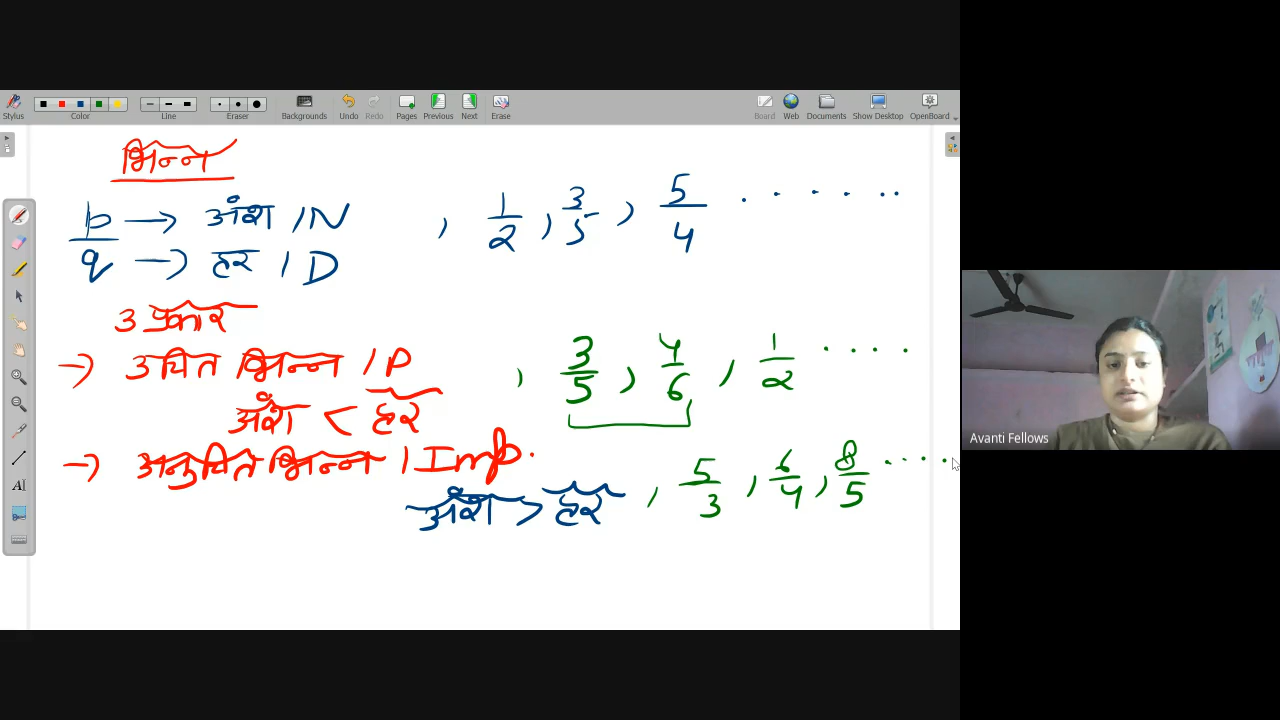 Stylus Color Line Eraser Backgrounds Undo Redo Pages Previous Next Erase Board Web Documents Show Desktop OpenBoard
भिन्न
p/q → अंश / N
→ हर / D
, 1/2 , 3/5 , 5/4 . . . . . .
3 प्रकार
→ उचित भिन्न / P , 3/5 , 4/6 , 1/2 . . . .
अंश < हर
→ अनुचित भिन्न / Imp.
अंश > हर , 5/3 , 6/4 , 8/5 . . . .
Avanti Fellows